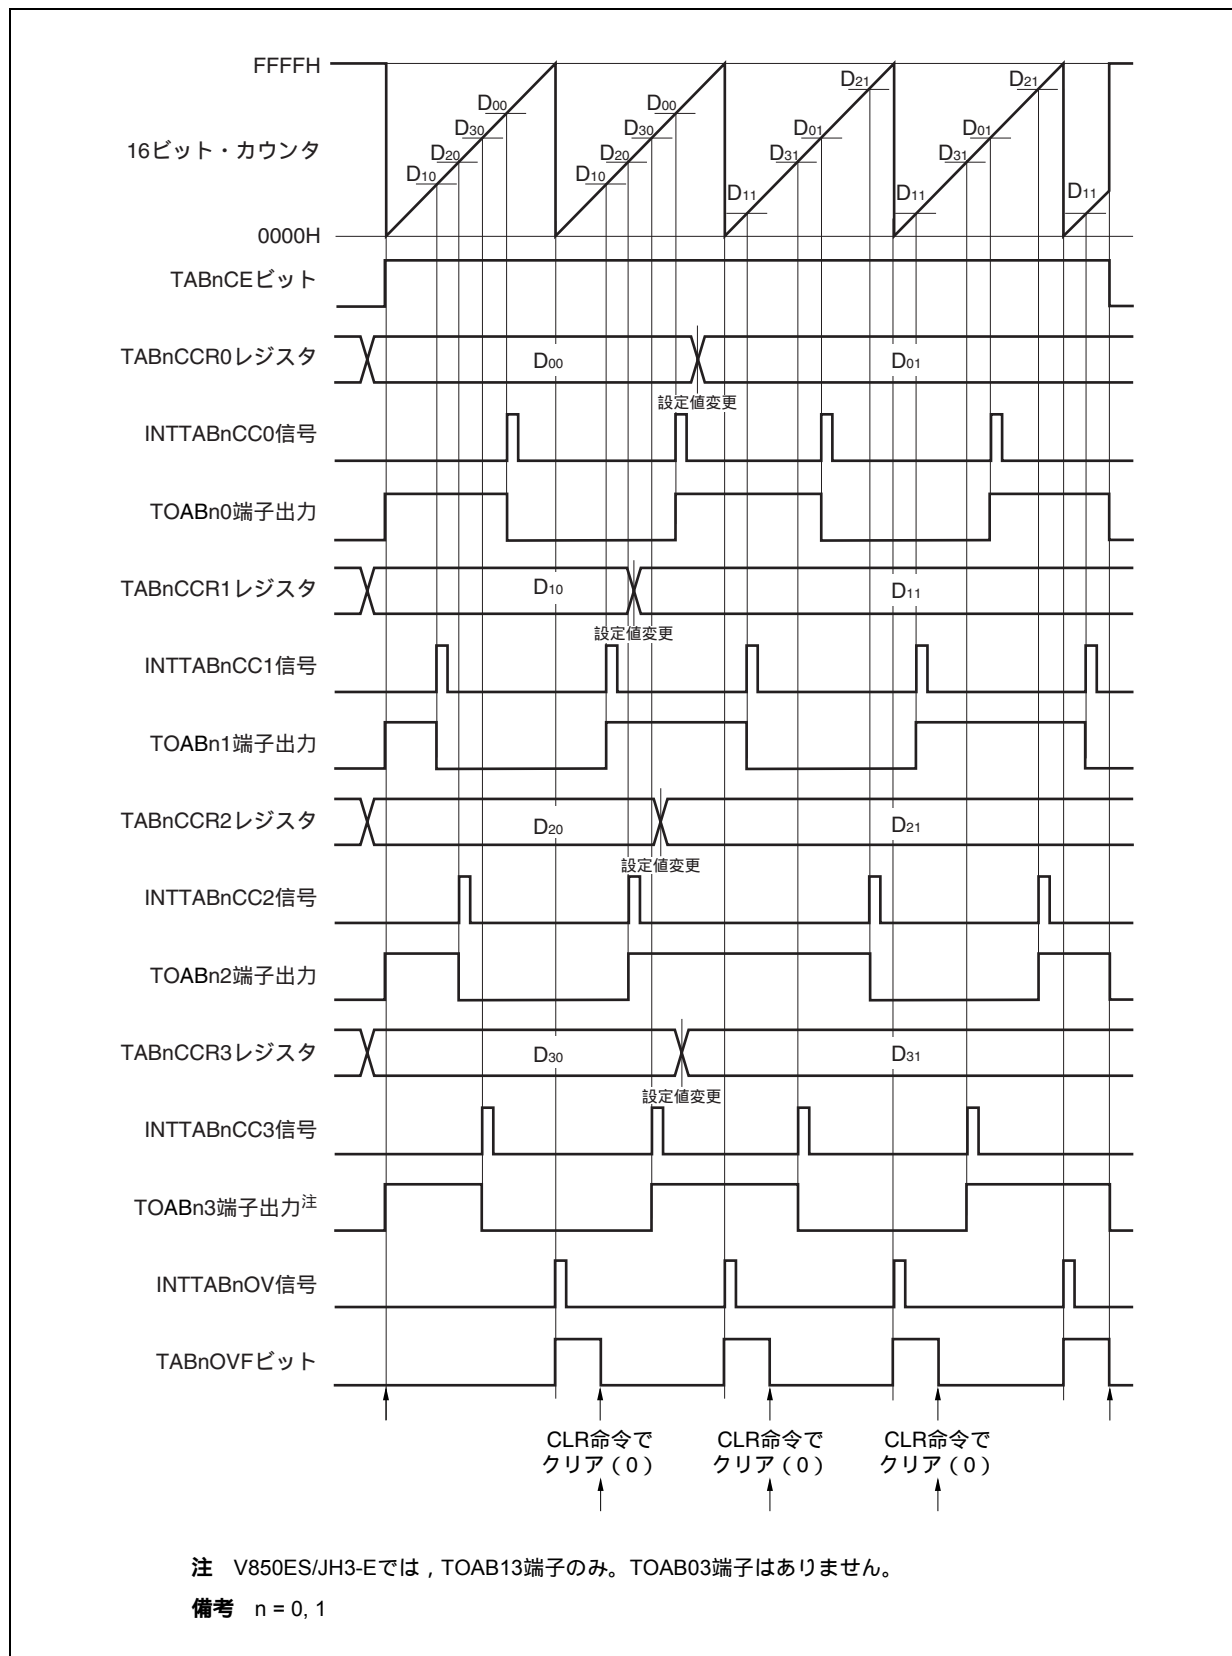 FFFFH
D00 D00 D21 D21
D30 D30 D01 D01
16ビット・カウンタ
D20 D20 D31 D31
D10 D10 D11 D11 D11
0000H
TABnCEビット
TABnCCR0レジスタ D00 D01
設定値変更
INTTABnCC0信号
TOABn0端子出力
TABnCCR1レジスタ D10 D11
設定値変更
INTTABnCC1信号
TOABn1端子出力
TABnCCR2レジスタ D20 D21
設定値変更
INTTABnCC2信号
TOABn2端子出力
TABnCCR3レジスタ D30 D31
設定値変更
INTTABnCC3信号
TOABn3端子出力注
INTTABnOV信号
TABnOVFビット
CLR命令で CLR命令で CLR命令で
クリア（0） クリア（0） クリア（0）
注 V850ES/JH3-Eでは，TOAB13端子のみ。TOAB03端子はありません。
備考 n = 0, 1